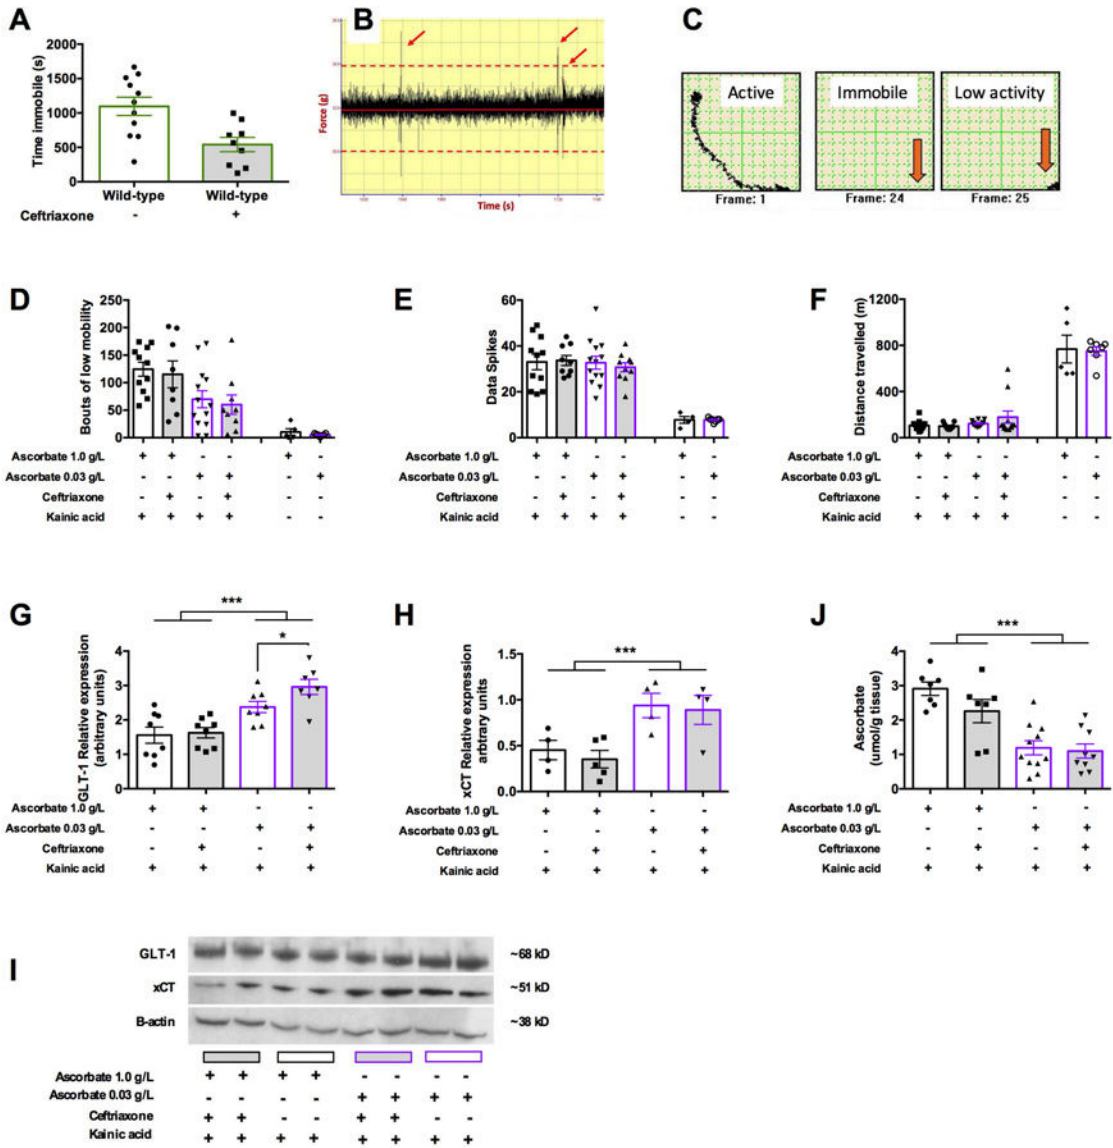 A
Time immobile (s)
2000
1500
1000
500
0
Wild-type Wild-type
Ceftriaxone - +
B
Force (g)
Time (s)
C
Active Immobile Low activity
Frame: 1 Frame: 24 Frame: 25
D
Bouts of low mobility
250
200
150
100
50
0
Ascorbate 1.0 g/L + + - - + -
Ascorbate 0.03 g/L - - + + - +
Ceftriaxone - + - +
Kainic acid + + + + - -
E
Data Spikes
60
40
20
0
Ascorbate 1.0 g/L + + - - + -
Ascorbate 0.03 g/L - - + + - +
Ceftriaxone - + - +
Kainic acid + + + + - -
F
Distance travelled (m)
1200
800
400
0
Ascorbate 1.0 g/L + + - - + -
Ascorbate 0.03 g/L - - + + - +
Ceftriaxone - + - +
Kainic acid + + + + - -
G
GLT-1 Relative expression
(arbitrary units)
***
*
4
3
2
1
0
Ascorbate 1.0 g/L + + - -
Ascorbate 0.03 g/L - - + +
Ceftriaxone - + - +
Kainic acid + + + +
H
xCT Relative expression
arbtrary units
***
1.5
1.0
0.5
0.0
Ascorbate 1.0 g/L + + - -
Ascorbate 0.03 g/L - - + +
Ceftriaxone - + - +
Kainic acid + + + +
J
Ascorbate
(umol/g tissue)
***
4
3
2
1
0
Ascorbate 1.0 g/L + + - -
Ascorbate 0.03 g/L - - + +
Ceftriaxone - + - +
Kainic acid + + + +
I
GLT-1 ~68 kD
xCT ~51 kD
B-actin ~38 kD
Ascorbate 1.0 g/L + + + + - - - -
Ascorbate 0.03 g/L - - - - + + + +
Ceftriaxone + + - - + + - -
Kainic acid + + + + + + + +